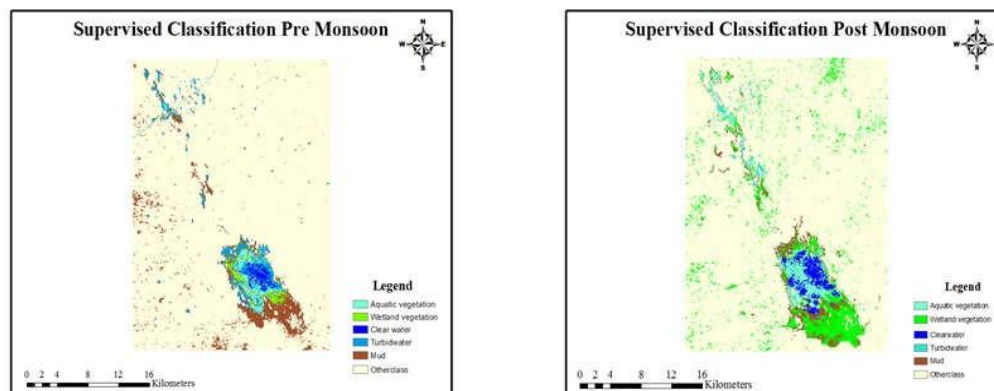 Supervised Classification Pre Monsoon
N
W E
S
Legend
Aquatic vegetation
Wetland vegetation
Clear water
Turbidwater
Mud
Otherclass
0 2 4 8 12 16
Kilometers
Supervised Classification Post Monsoon
N
W E
S
Legend
Aquatic vegetation
Wetland vegetation
Clearwater
Turbidwater
Mud
Otherclass
0 2 4 8 12 16
Kilometers